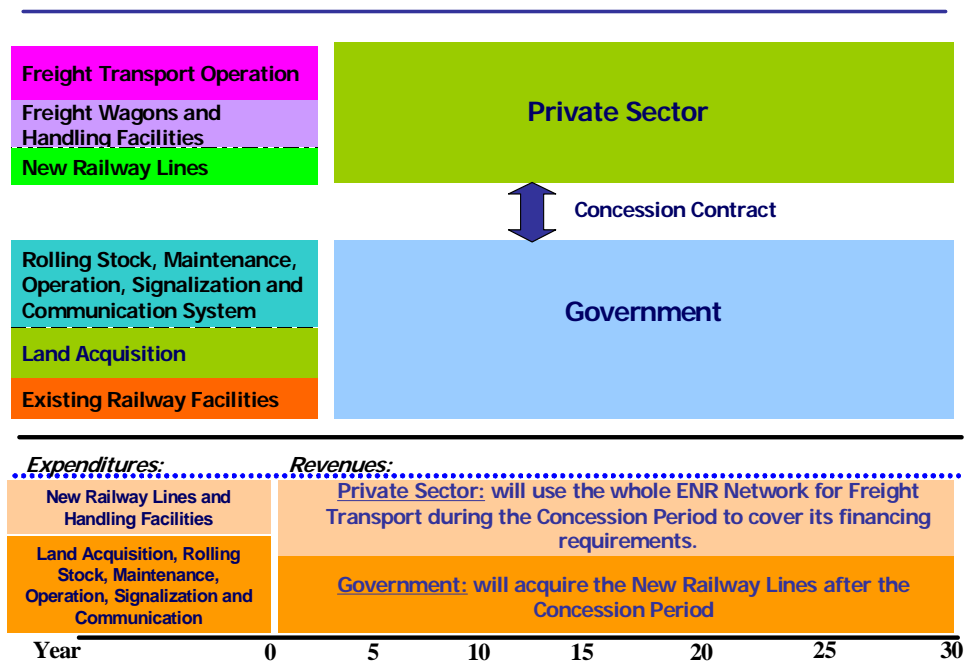 Freight Transport Operation
Freight Wagons and
Handling Facilities
New Railway Lines
Private Sector
Concession Contract
Rolling Stock, Maintenance,
Operation, Signalization and
Communication System
Land Acquisition
Existing Railway Facilities
Government
Expenditures:
Revenues:
New Railway Lines and
Handling Facilities
Private Sector: will use the whole ENR Network for Freight
Transport during the Concession Period to cover its financing
requirements.
Land Acquisition, Rolling
Stock, Maintenance,
Operation, Signalization and
Communication
Government: will acquire the New Railway Lines after the
Concession Period
Year 0 5 10 15 20 25 30